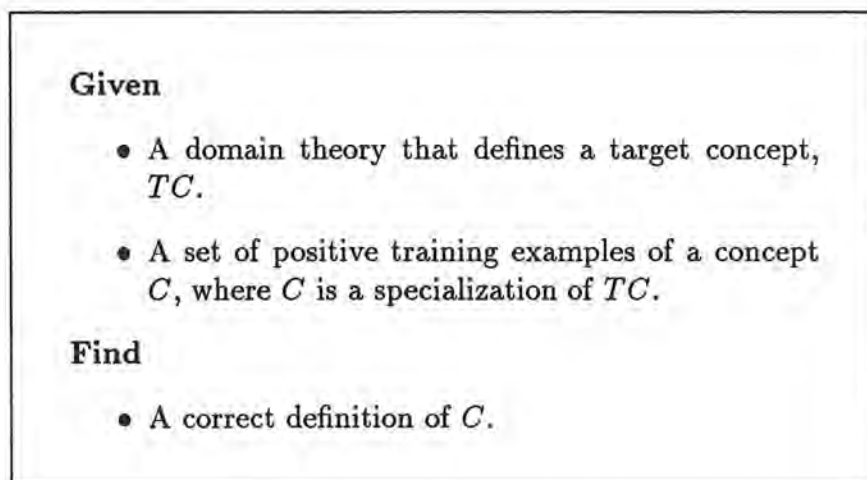 Given
• A domain theory that defines a target concept,
TC.
• A set of positive training examples of a concept
C, where C is a specialization of TC.
Find
• A correct definition of C.